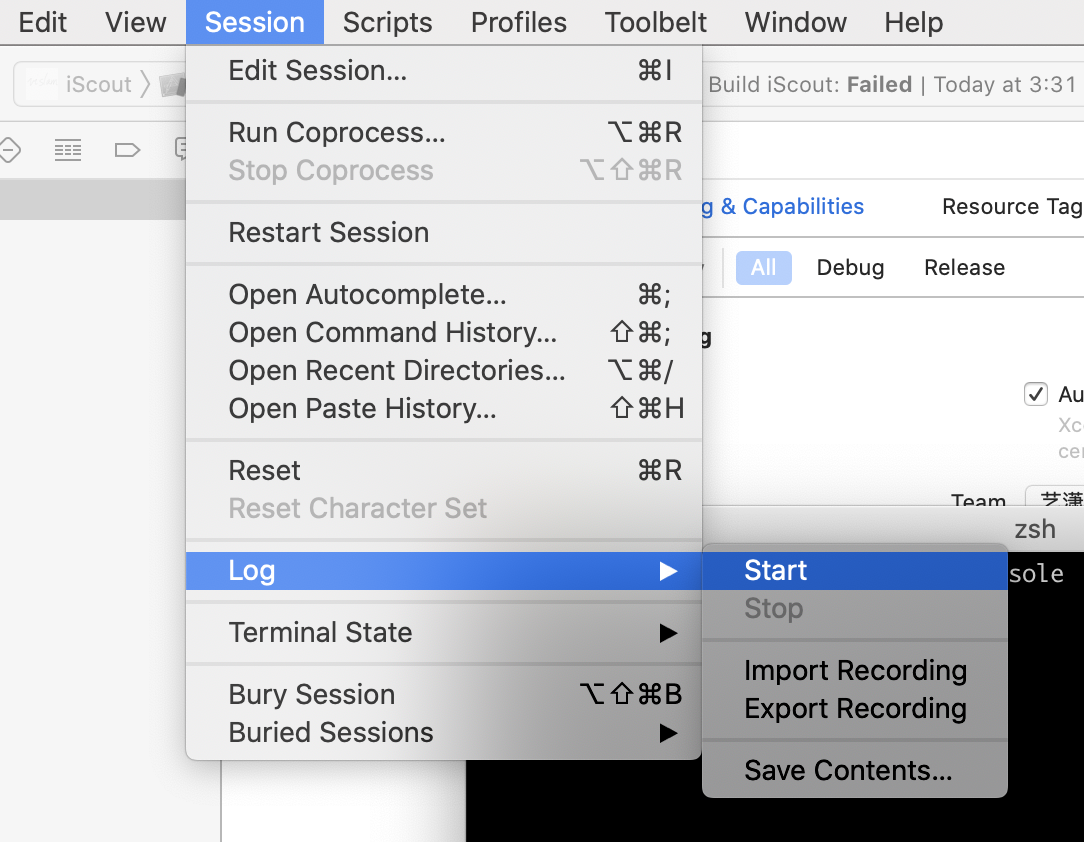 Edit View Session Scripts Profiles Toolbelt Window Help
iScout
Build iScout: Failed | Today at 3:31
Edit Session... ⌘I
Run Coprocess... ⌥⌘R
Stop Coprocess ⌥⇧⌘R
g & Capabilities Resource Tag
Restart Session
All Debug Release
Open Autocomplete... ⌘;
Open Command History... ⇧⌘;
g
Open Recent Directories... ⌥⌘/
Open Paste History... ⇧⌘H
Au
Xc
cer
Reset ⌘R
Reset Character Set
Team 艺潇
zsh
Log ▶
Start
sole
Stop
Terminal State ▶
Import Recording
Export Recording
Bury Session ⌥⇧⌘B
Buried Sessions ▶
Save Contents...